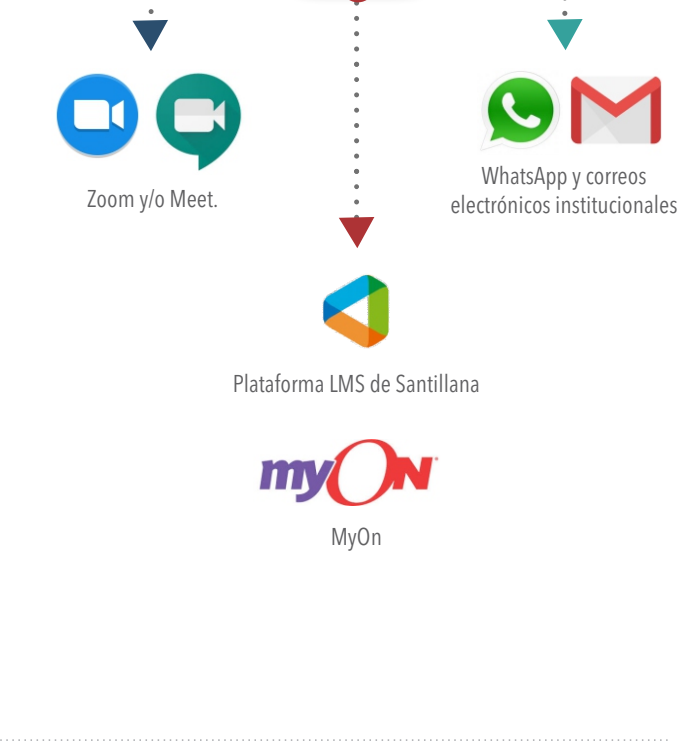 Zoom y/o Meet.
WhatsApp y correos
electrónicos institucionales
Plataforma LMS de Santillana
myON
MyOn